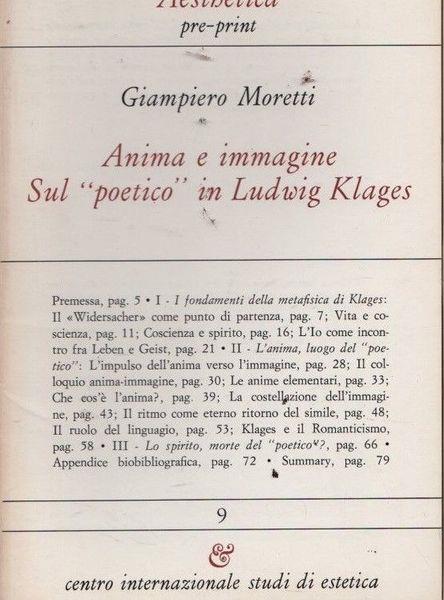 Aesthetica
pre-print
Giampiero Moretti
Anima e immagine
Sul "poetico" in Ludwig Klages
Premessa, pag. 5 • I - I fondamenti della metafisica di Klages:
Il «Widersacher» come punto di partenza, pag. 7; Vita e co-
scienza, pag. 11; Coscienza e spirito, pag. 16; L'Io come incon-
tro fra Leben e Geist, pag. 21 • II - L'anima, luogo del "poe-
tico": L'impulso dell'anima verso l'immagine, pag. 28; Il col-
loquio anima-immagine, pag. 30; Le anime elementari, pag. 33;
Che cos'è l'anima?, pag. 39; La costellazione dell'immagi-
ne, pag. 43; Il ritmo come eterno ritorno del simile, pag. 48;
Il ruolo del linguagio, pag. 53; Klages e il Romanticismo,
pag. 58 • III - Lo spirito, morte del "poetico"?, pag. 66 •
Appendice biobibliografica, pag. 72 • Summary, pag. 79
9
&
centro internazionale studi di estetica